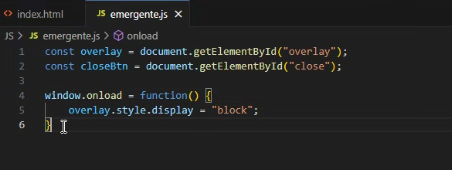 <> index.html JS emergente.js ×
JS > JS emergente.js > onload
1 const overlay = document.getElementById("overlay");
2 const closeBtn = document.getElementById("close");
3
4 window.onload = function() {
5 overlay.style.display = "block";
6 }